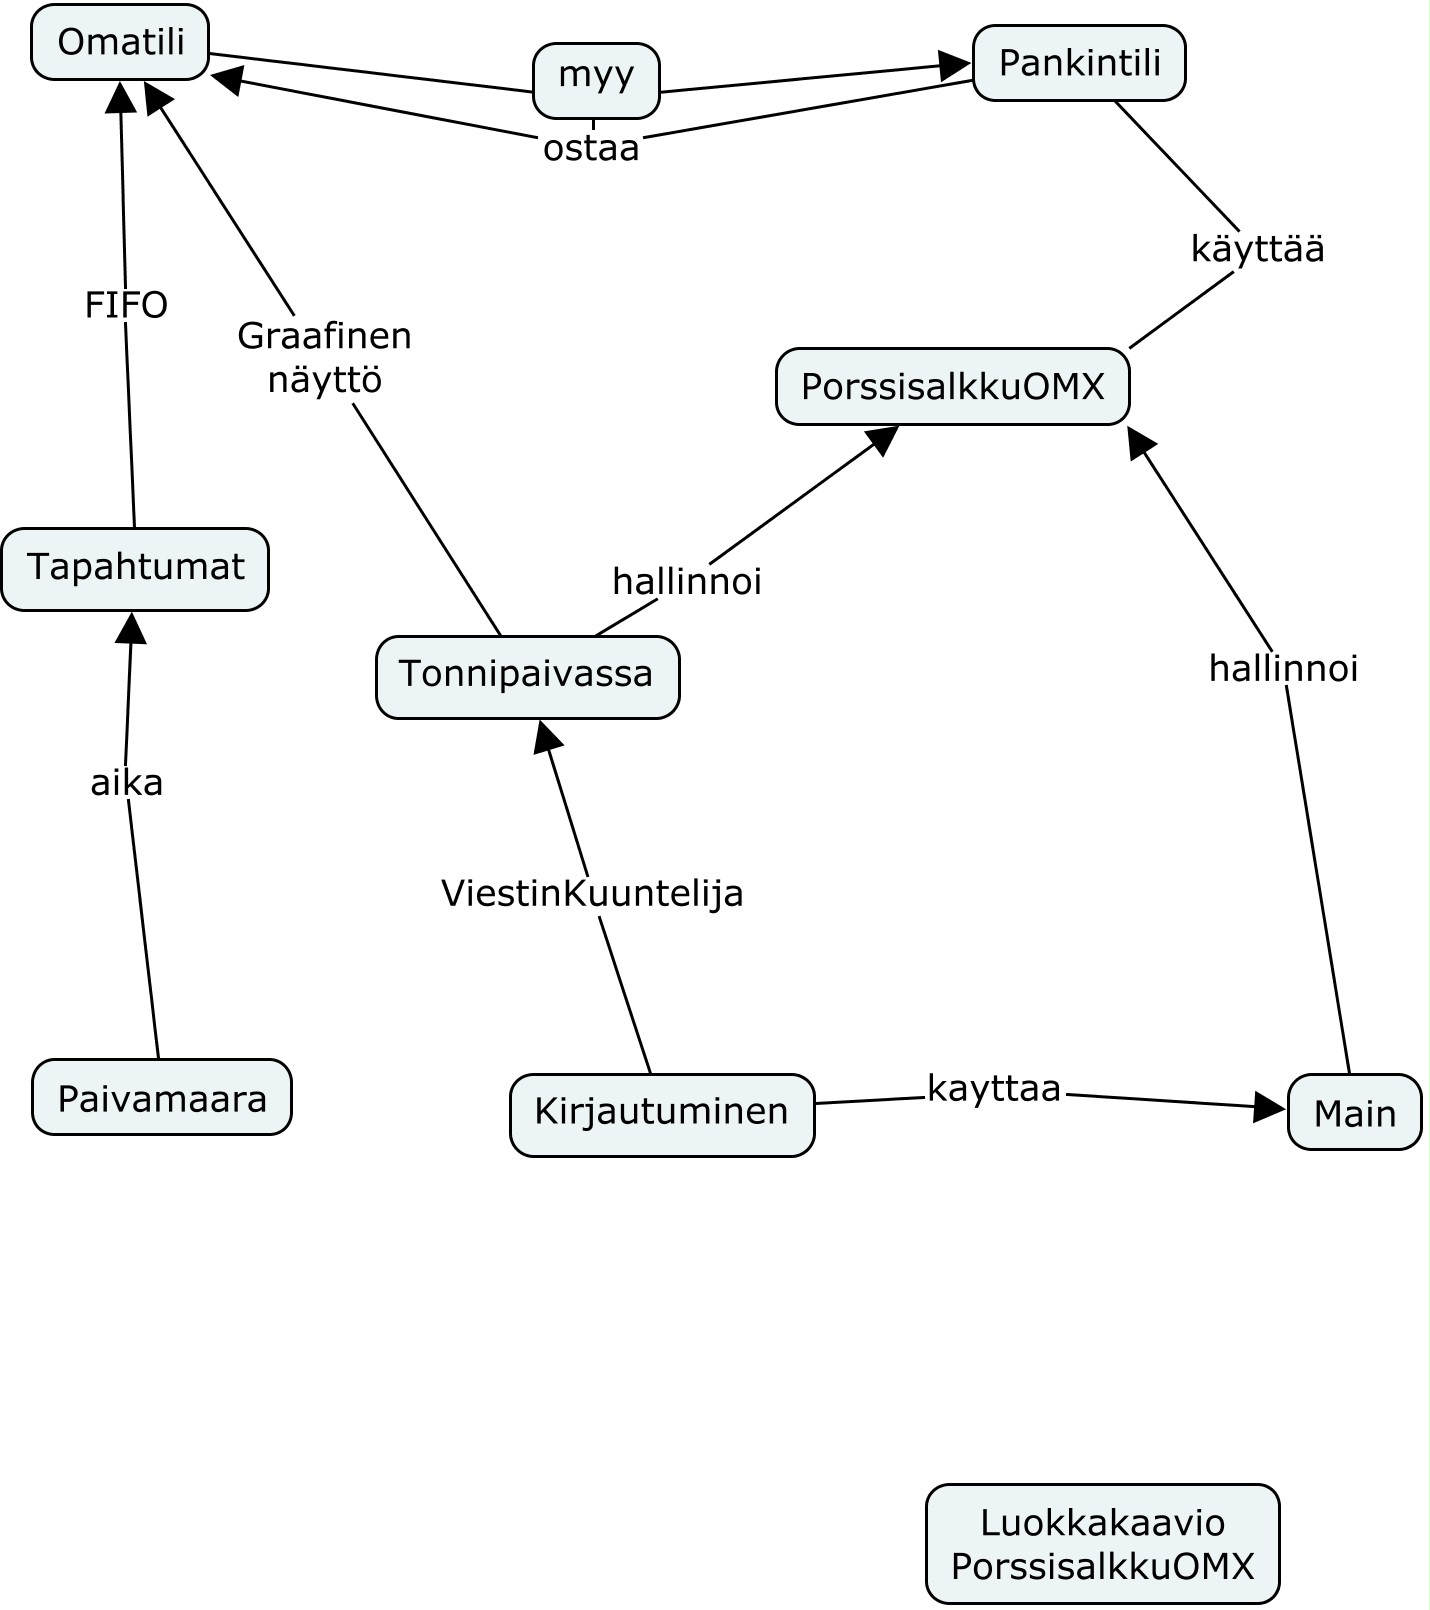 Omatili
myy
Pankintili
ostaa
käyttää
FIFO
Graafinen
näyttö
PorssisalkkuOMX
Tapahtumat
hallinnoi
Tonnipaivassa
hallinnoi
aika
ViestinKuuntelija
Paivamaara
Kirjautuminen
kayttaa
Main
Luokkakaavio
PorssisalkkuOMX